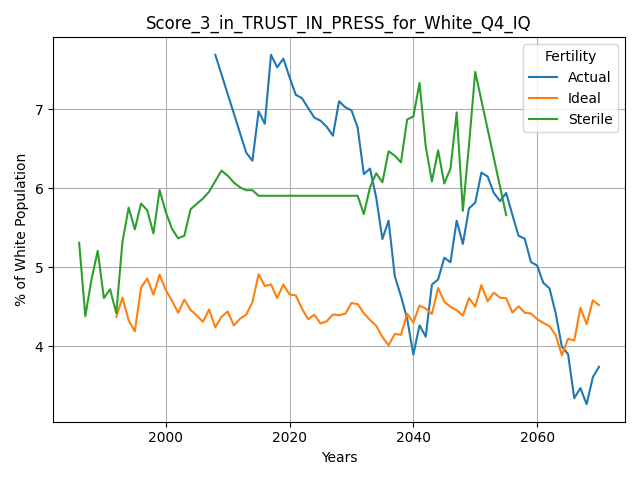 Score_3_in_TRUST_IN_PRESS_for_White_Q4_IQ
Fertility
Actual
Ideal
Sterile
% of White Population
7
6
5
4
2000 2020 2040 2060
Years